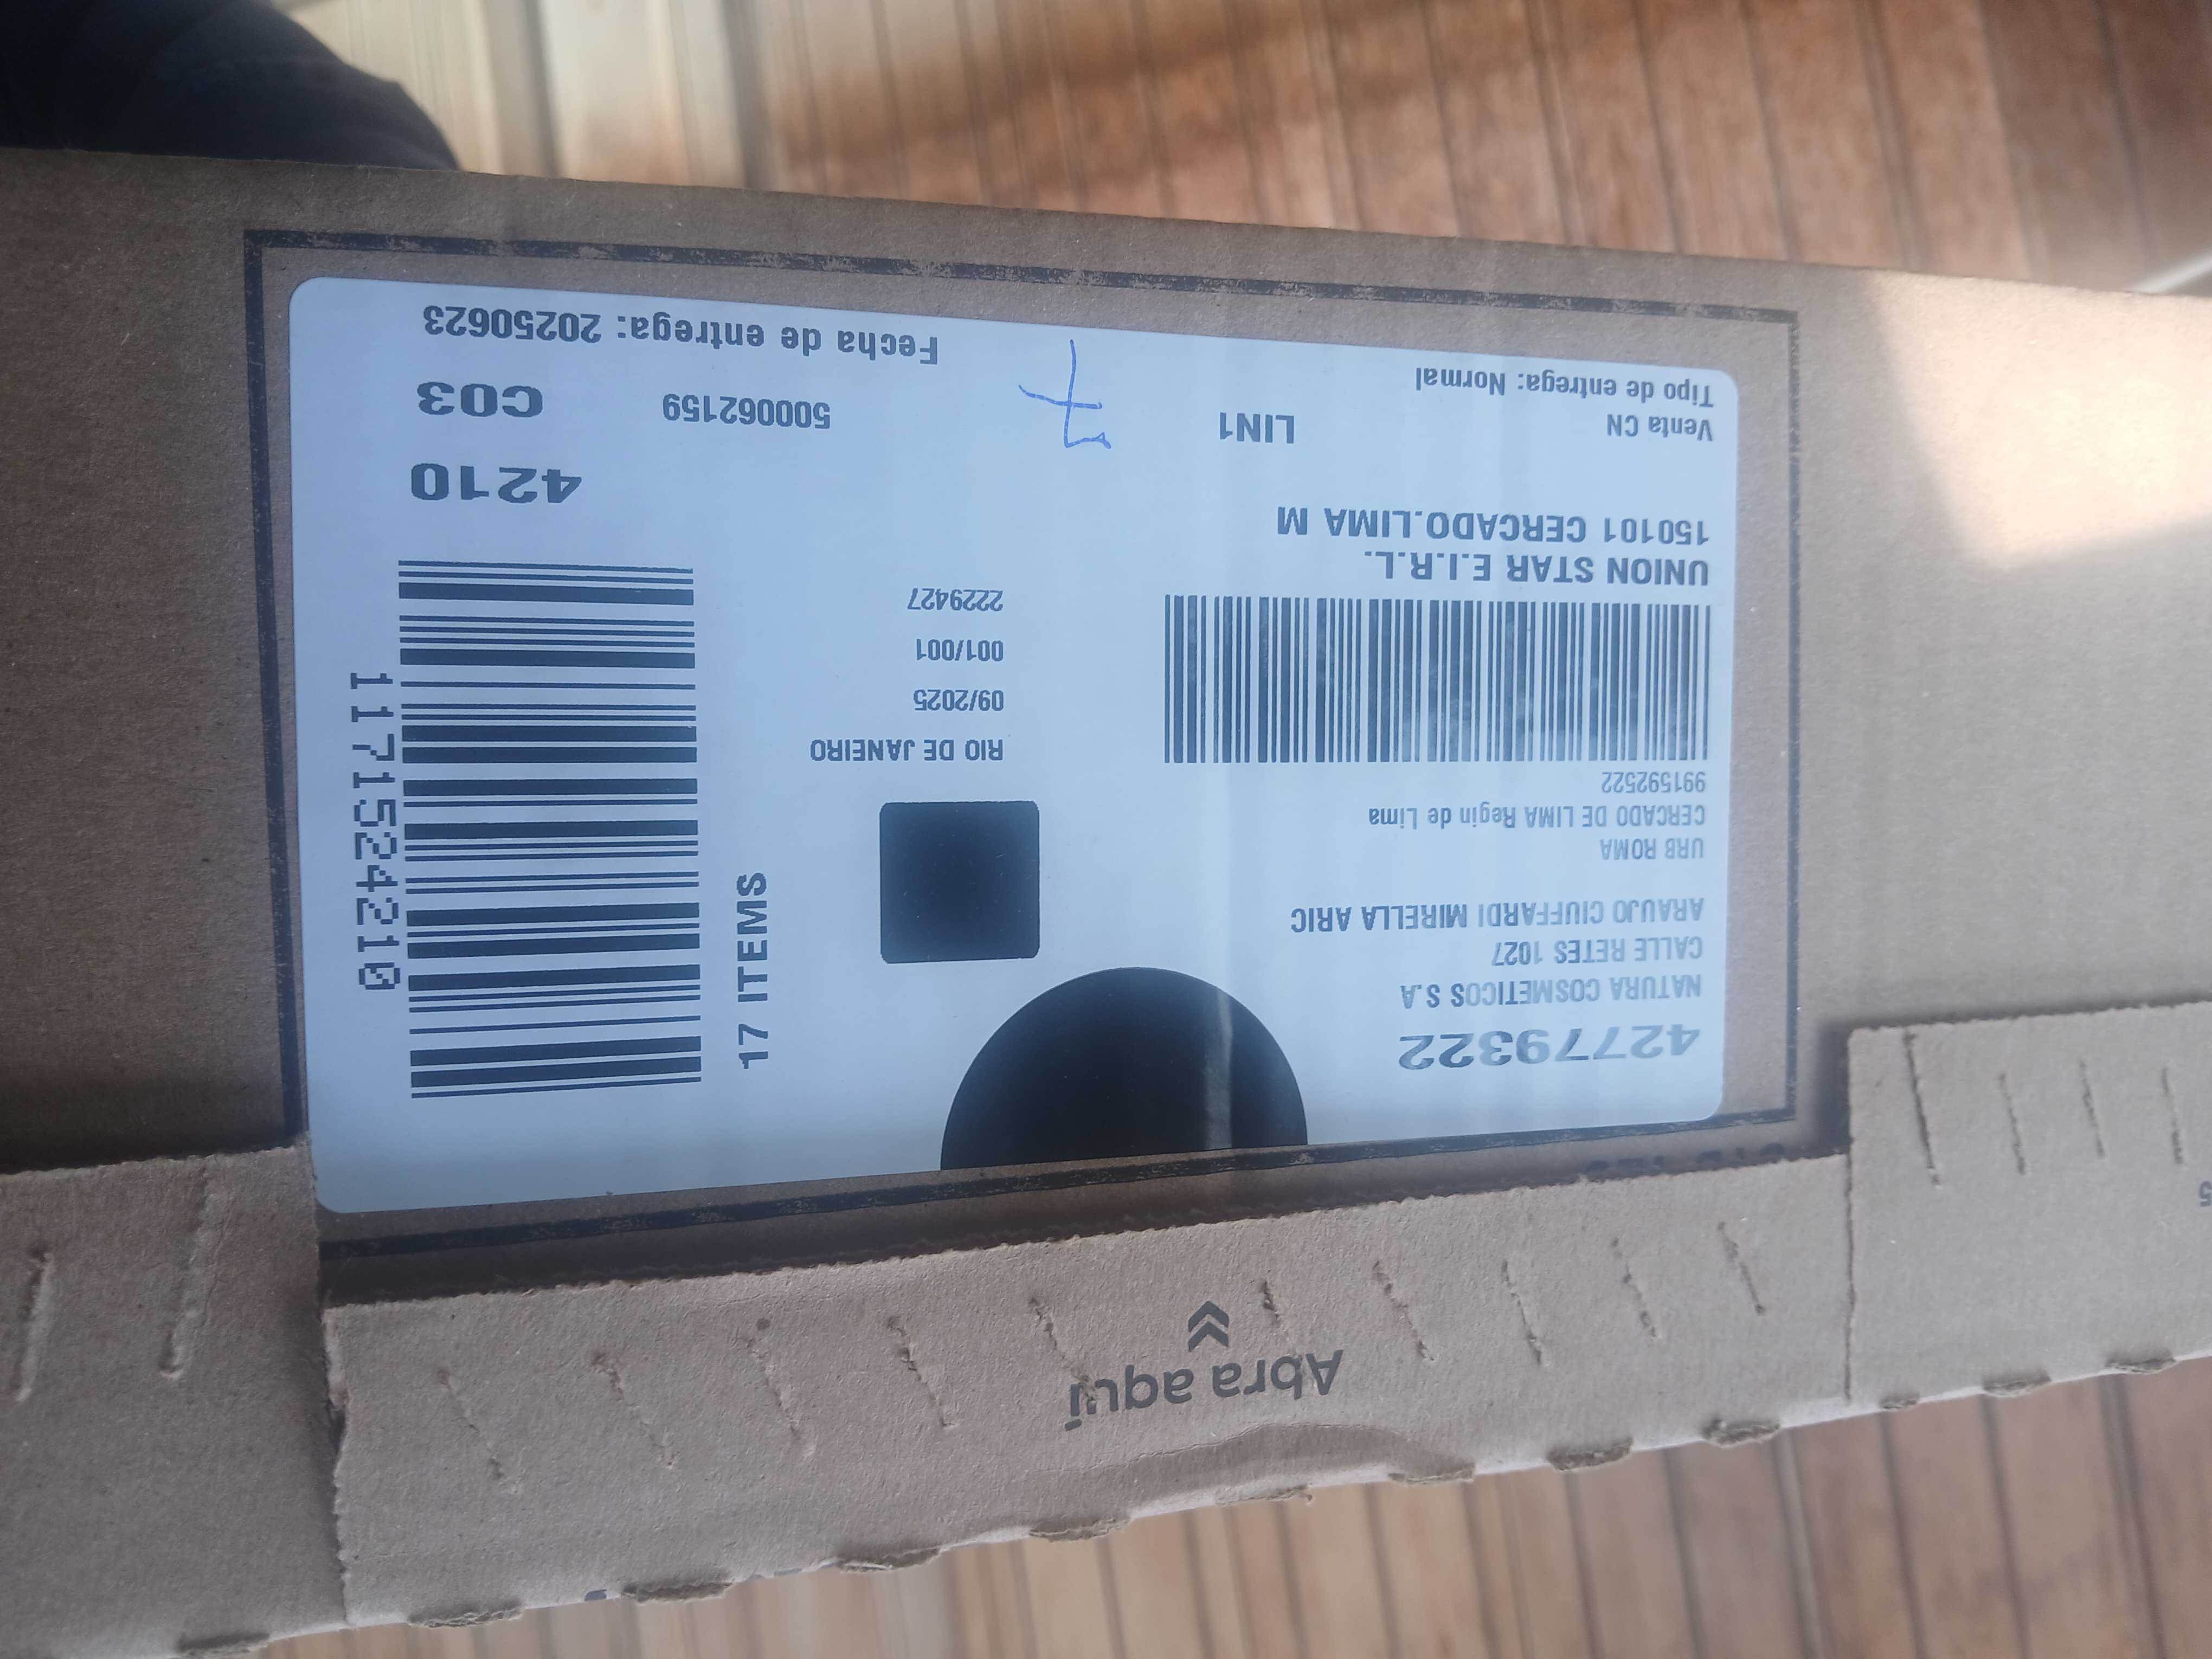 42779322
NATURA COSMETICOS S.A
CALLE RETES 1027
ARAUJO CIUFFARDI MIRELLA ARIC
URB ROMA
CERCADO DE LIMA Regin de Lima
991592522
UNION STAR E.I.R.L.
150101 CERCADO.LIMA M
Venta CN
Tipo de entrega: Normal
LIN1
RIO DE JANEIRO
09/2025
001/001
2229427
17 ITEMS
1171524210
4210
500062159
C03
Fecha de entrega: 20250623
Abra aquí